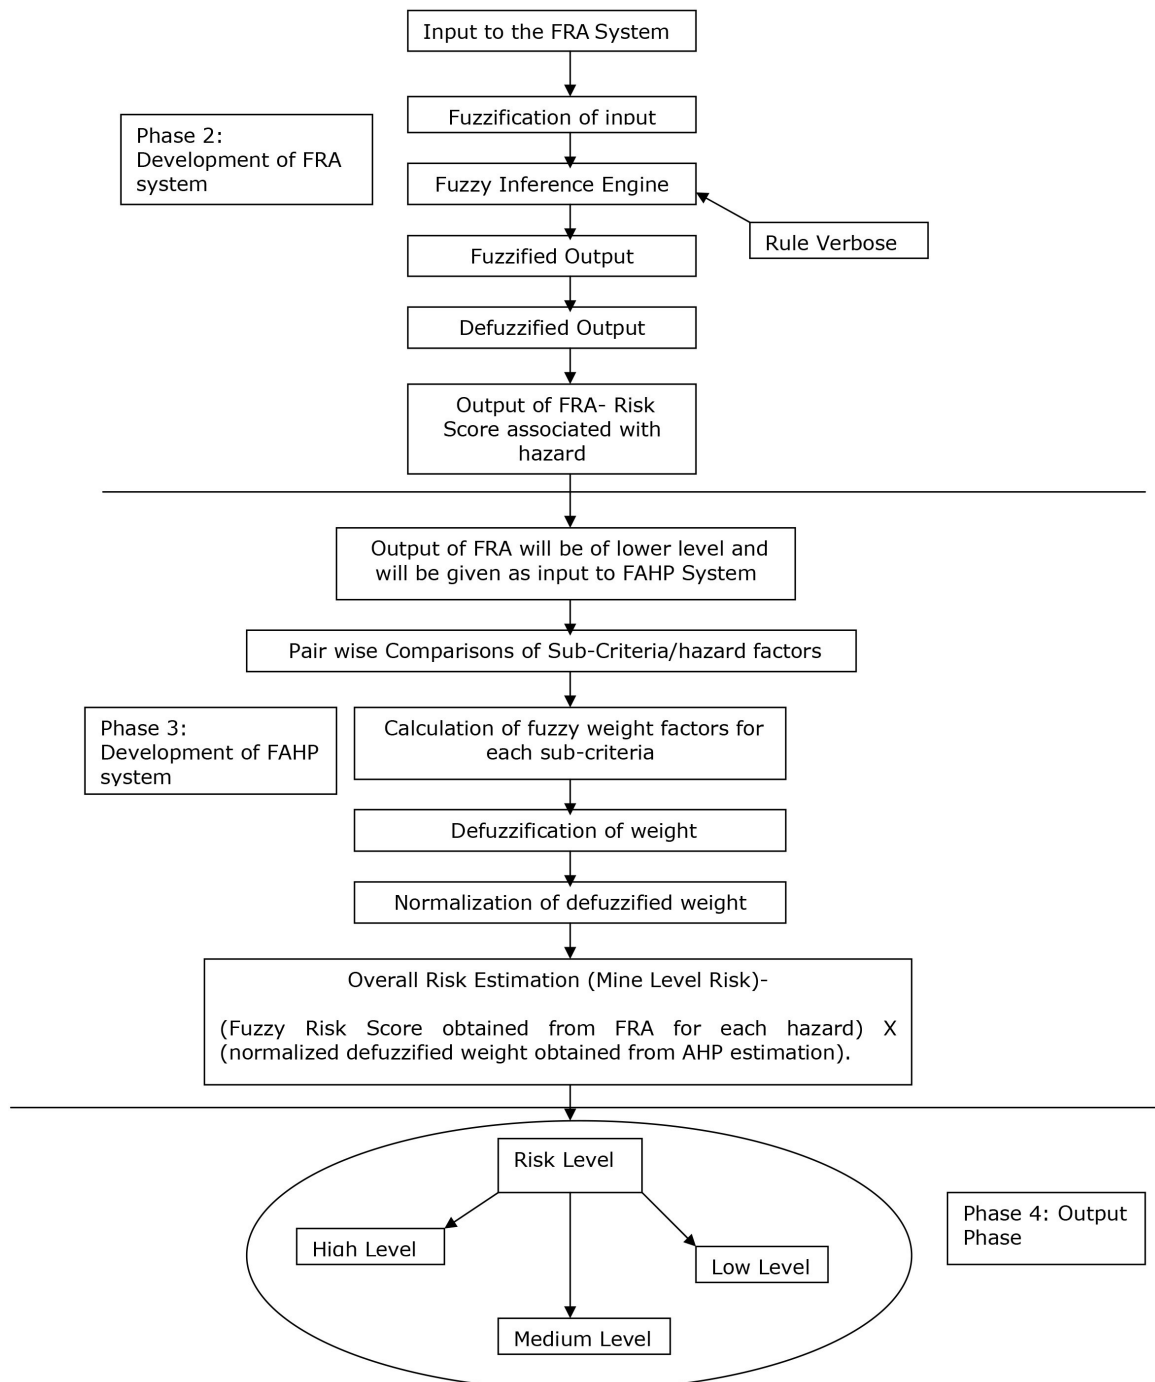 Input to the FRA System
Fuzzification of input
Phase 2:
Development of FRA
system
Fuzzy Inference Engine
Rule Verbose
Fuzzified Output
Defuzzified Output
Output of FRA- Risk
Score associated with
hazard
Output of FRA will be of lower level and
will be given as input to FAHP System
Pair wise Comparisons of Sub-Criteria/hazard factors
Phase 3:
Development of FAHP
system
Calculation of fuzzy weight factors for
each sub-criteria
Defuzzification of weight
Normalization of defuzzified weight
Overall Risk Estimation (Mine Level Risk)-
(Fuzzy Risk Score obtained from FRA for each hazard) X
(normalized defuzzified weight obtained from AHP estimation).
Risk Level
Phase 4: Output
Phase
High Level
Low Level
Medium Level